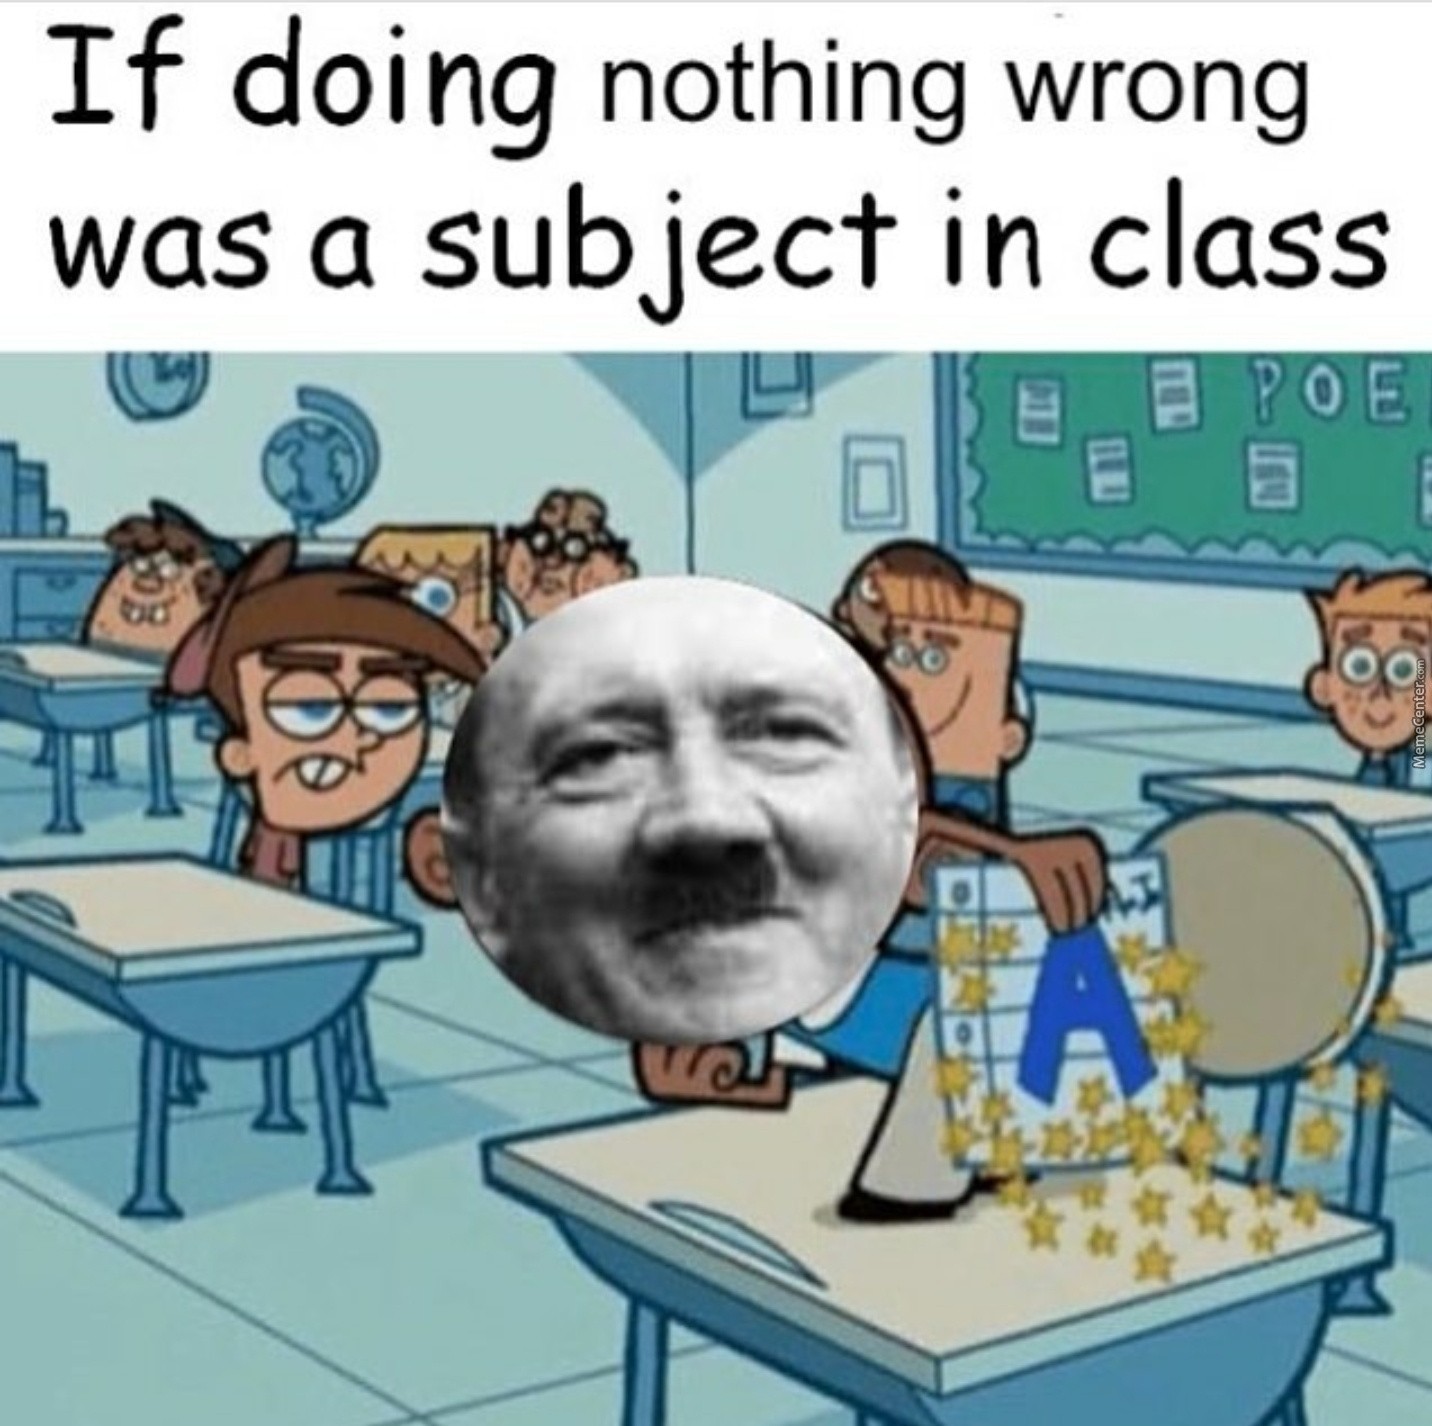 If doing nothing wrong
was a subject in class
POE
A
MemeCenter.com